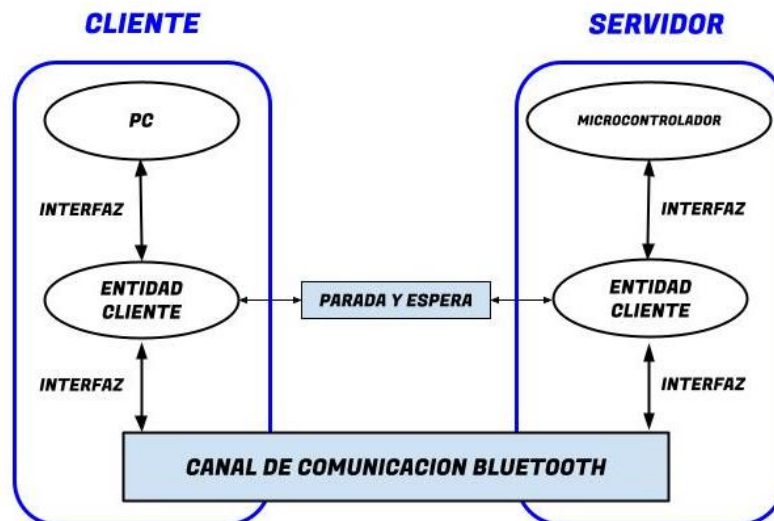 CLIENTE
SERVIDOR
PC
MICROCONTROLADOR
INTERFAZ
INTERFAZ
ENTIDAD
CLIENTE
PARADA Y ESPERA
ENTIDAD
CLIENTE
INTERFAZ
INTERFAZ
CANAL DE COMUNICACION BLUETOOTH